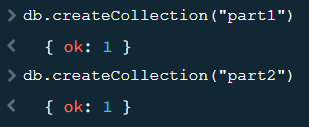 > db.createCollection("part1")
< { ok: 1 }
> db.createCollection("part2")
< { ok: 1 }